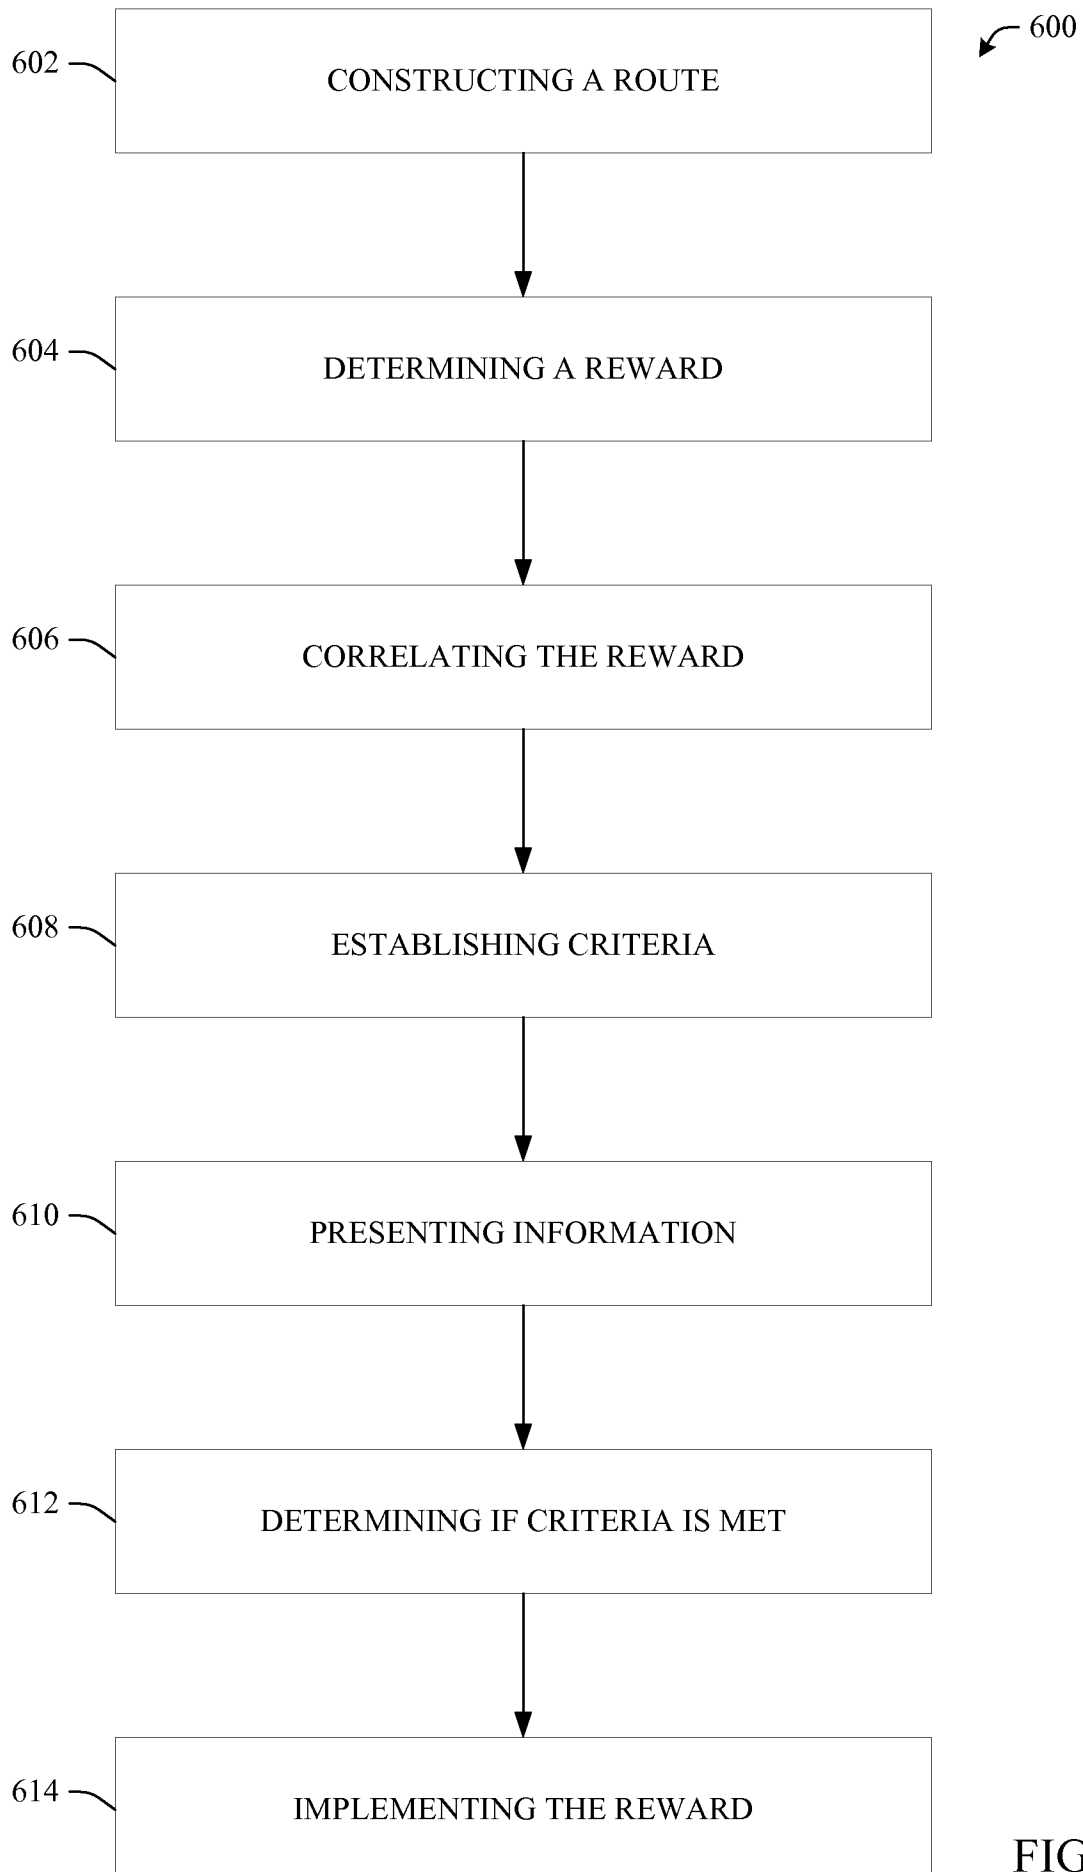 600
602
CONSTRUCTING A ROUTE
604
DETERMINING A REWARD
606
CORRELATING THE REWARD
608
ESTABLISHING CRITERIA
610
PRESENTING INFORMATION
612
DETERMINING IF CRITERIA IS MET
614
IMPLEMENTING THE REWARD
FIG